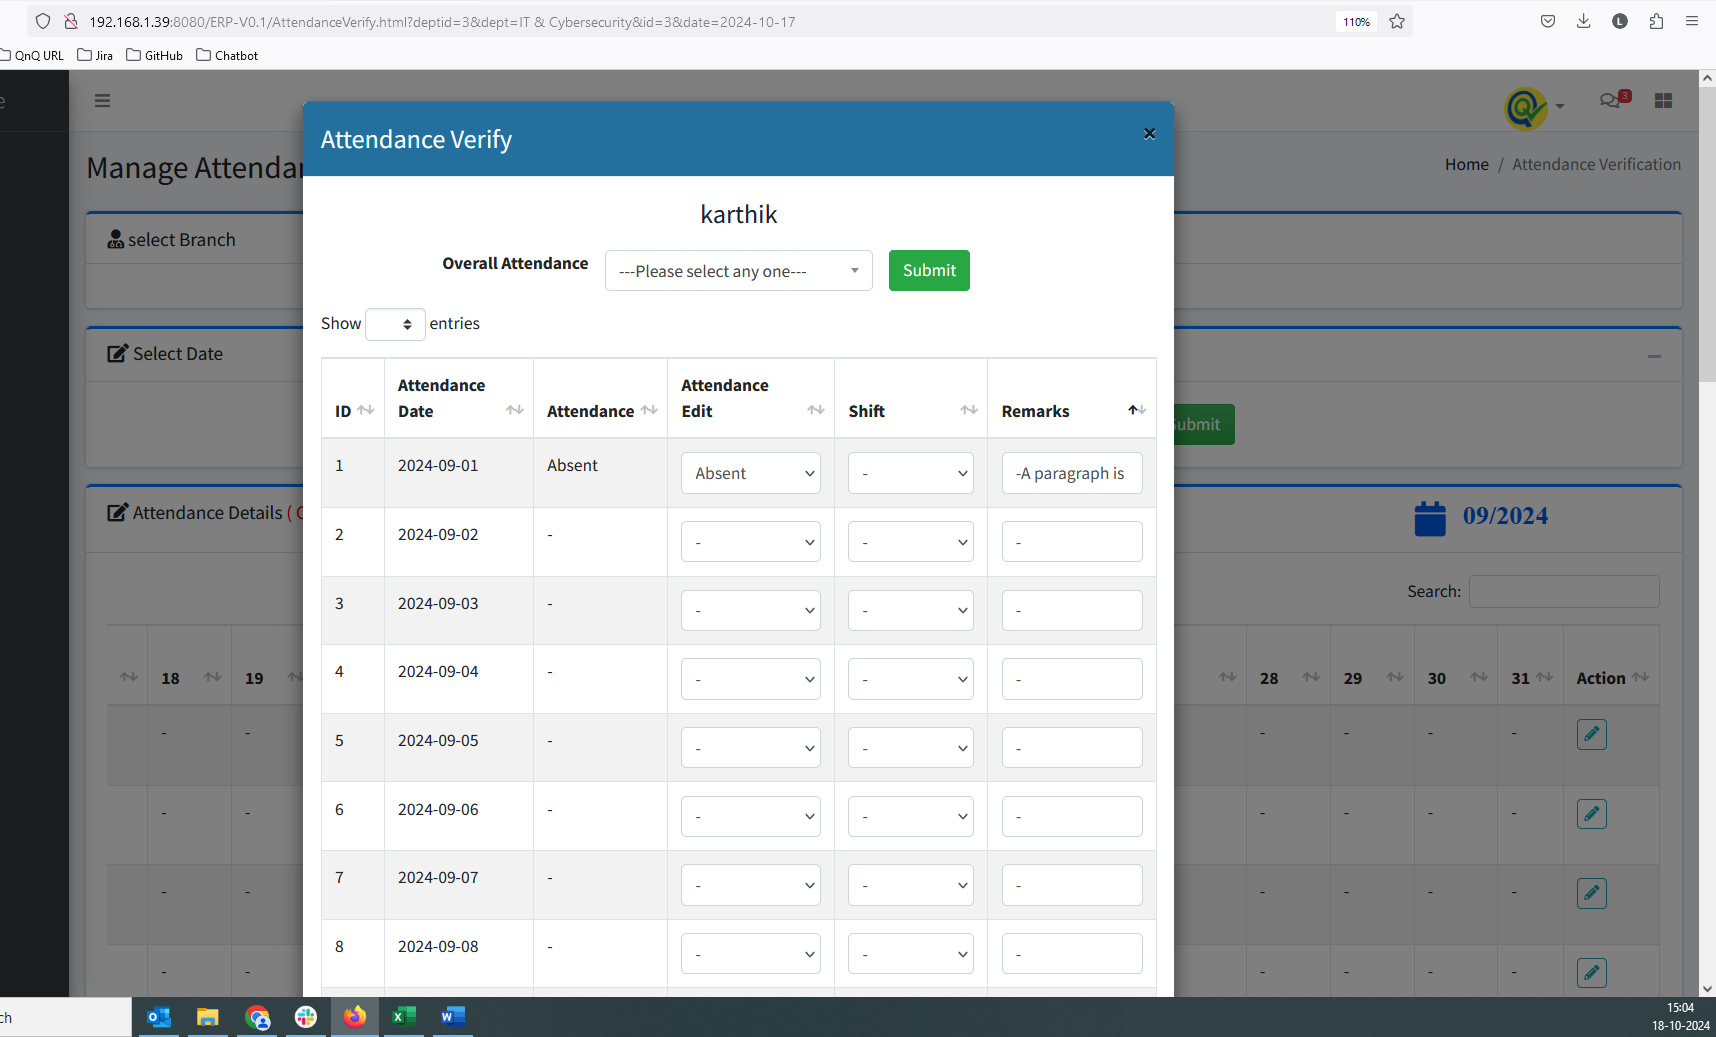 192.168.1.39:8080/ERP-V0.1/AttendanceVerify.html?deptid=3&dept=IT & Cybersecurity&id=3&date=2024-10-17
110%
L
QnQ URL Jira GitHub Chatbot
e
3
Attendance Verify
×
Manage Attendan
Home / Attendance Verification
karthik
select Branch
Overall Attendance ---Please select any one--- Submit
Show entries
Select Date
ID Attendance Date Attendance Attendance Edit Shift Remarks
Submit
1 2024-09-01 Absent Absent - -A paragraph is
Attendance Details ( 
09/2024
2 2024-09-02 - - - -
Search:
3 2024-09-03 - - - -
18 19 28 29 30 31 Action
4 2024-09-04 - - - -
- - - - - -
5 2024-09-05 - - - -
6 2024-09-06 - - - -
- - - - - -
7 2024-09-07 - - - -
- - - - - -
8 2024-09-08 - - - -
- - - - - -
ch
15:04
18-10-2024